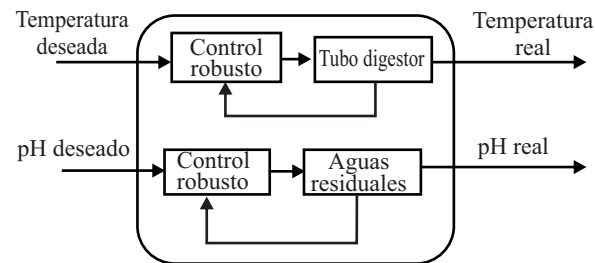 Temperatura
deseada
Control
robusto
Tubo digestor
Temperatura
real
pH deseado
Control
robusto
Aguas
residuales
pH real